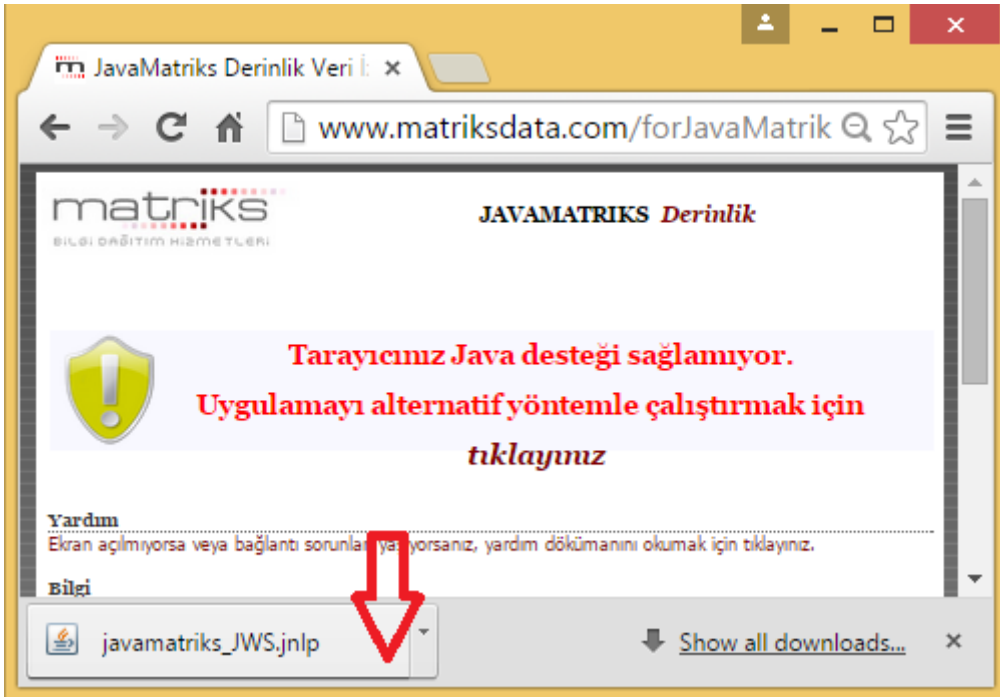 JavaMatriks Derinlik Veri İ
www.matriksdata.com/forJavaMatrik
matriks
BİLGİ DAĞITIM HİZMETLERİ
JAVAMATRIKS Derinlik
Tarayıcınız Java desteği sağlamıyor.
Uygulamayı alternatif yöntemle çalıştırmak için
tıklayınız
Yardım
Ekran açılmıyorsa veya bağlantı sorunları yorsanız, yardım dökümanını okumak için tıklayınız.
Bilgi
javamatriks_JWS.jnlp
Show all downloads...